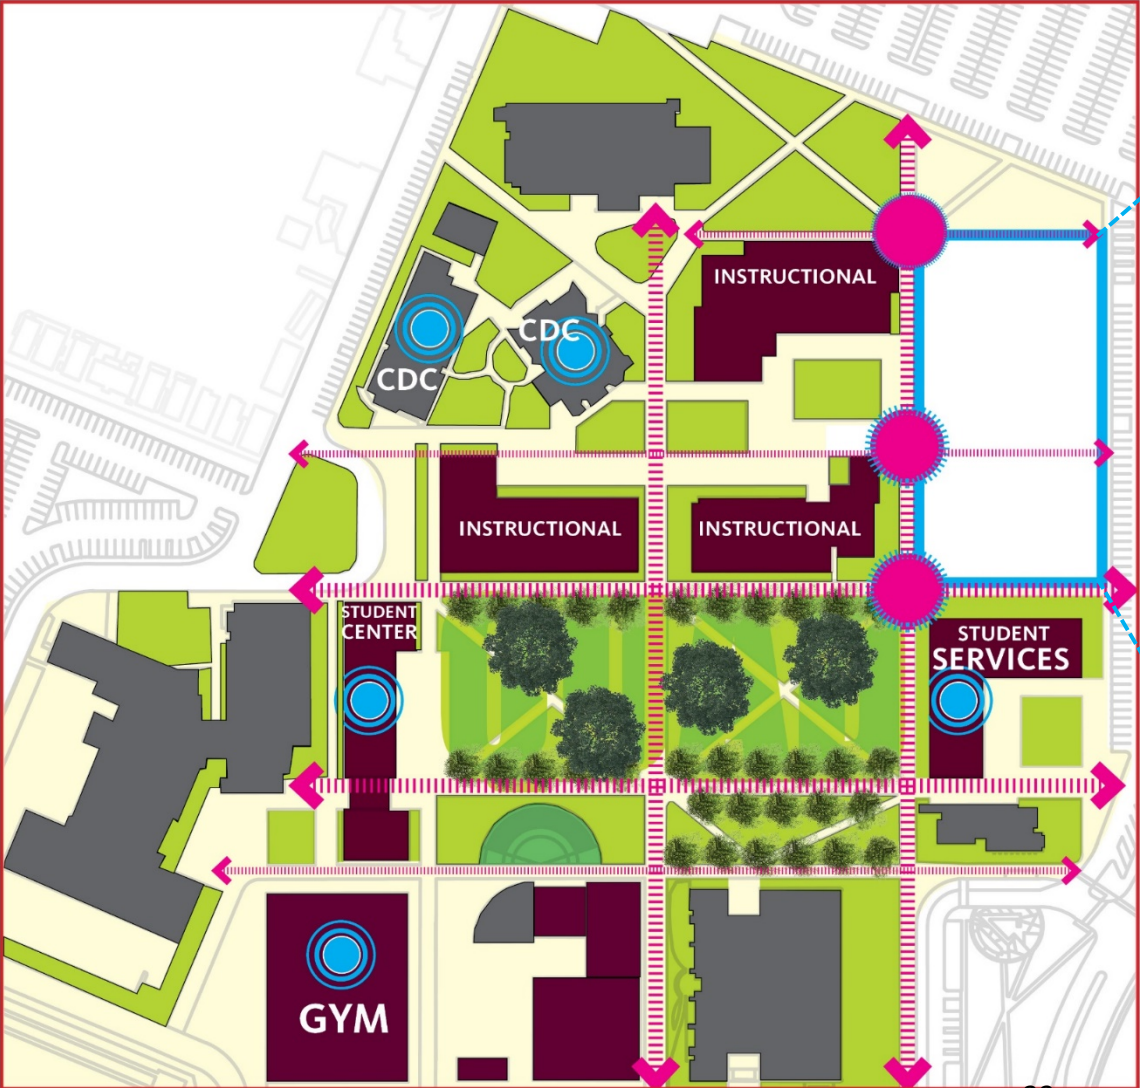 INSTRUCTIONAL
CDC
CDC
INSTRUCTIONAL
INSTRUCTIONAL
STUDENT
CENTER
STUDENT
SERVICES
GYM